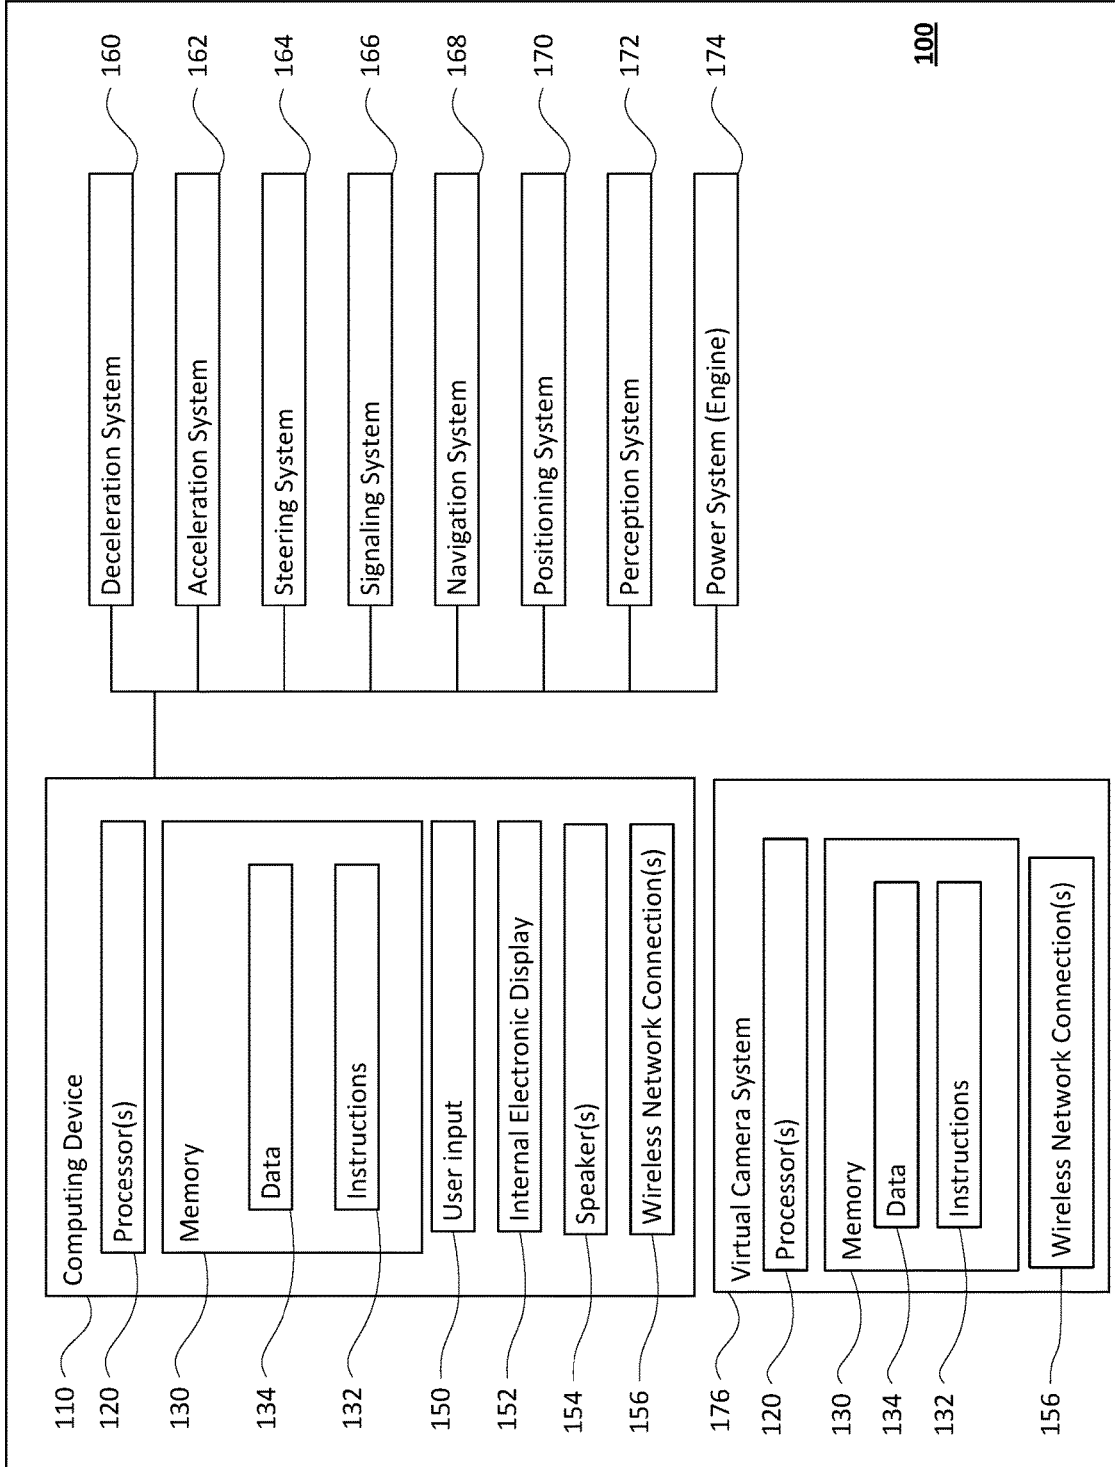 110
Computing Device
120
Processor(s)
130
Memory
134
Data
132
Instructions
150
User input
152
Internal Electronic Display
154
Speaker(s)
156
Wireless Network Connection(s)
176
Virtual Camera System
120
Processor(s)
130
Memory
134
Data
132
Instructions
156
Wireless Network Connection(s)
Deceleration System
160
Acceleration System
162
Steering System
164
Signaling System
166
Navigation System
168
Positioning System
170
Perception System
172
Power System (Engine)
174
100